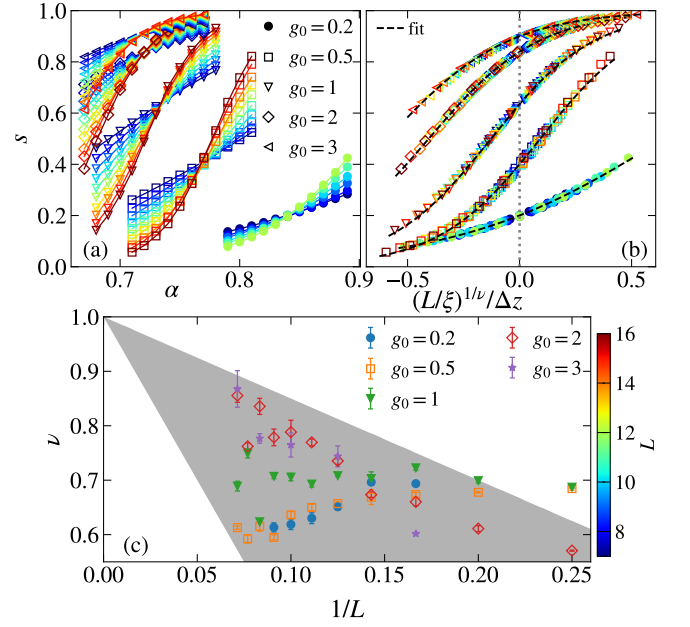 1.0
0.8
0.6
0.4
0.2
0.0
s
0.7
0.8
0.9
α
(a)
g₀ = 0.2
g₀ = 0.5
g₀ = 1
g₀ = 2
g₀ = 3
fit
−0.5
0.0
0.5
(L/ξ)^{1/ν}/Δz
(b)
1.0
0.9
0.8
0.7
0.6
ν
(c)
g₀ = 0.2
g₀ = 0.5
g₀ = 1
g₀ = 2
g₀ = 3
0.00
0.05
0.10
0.15
0.20
0.25
1/L
16
14
12
10
8
L